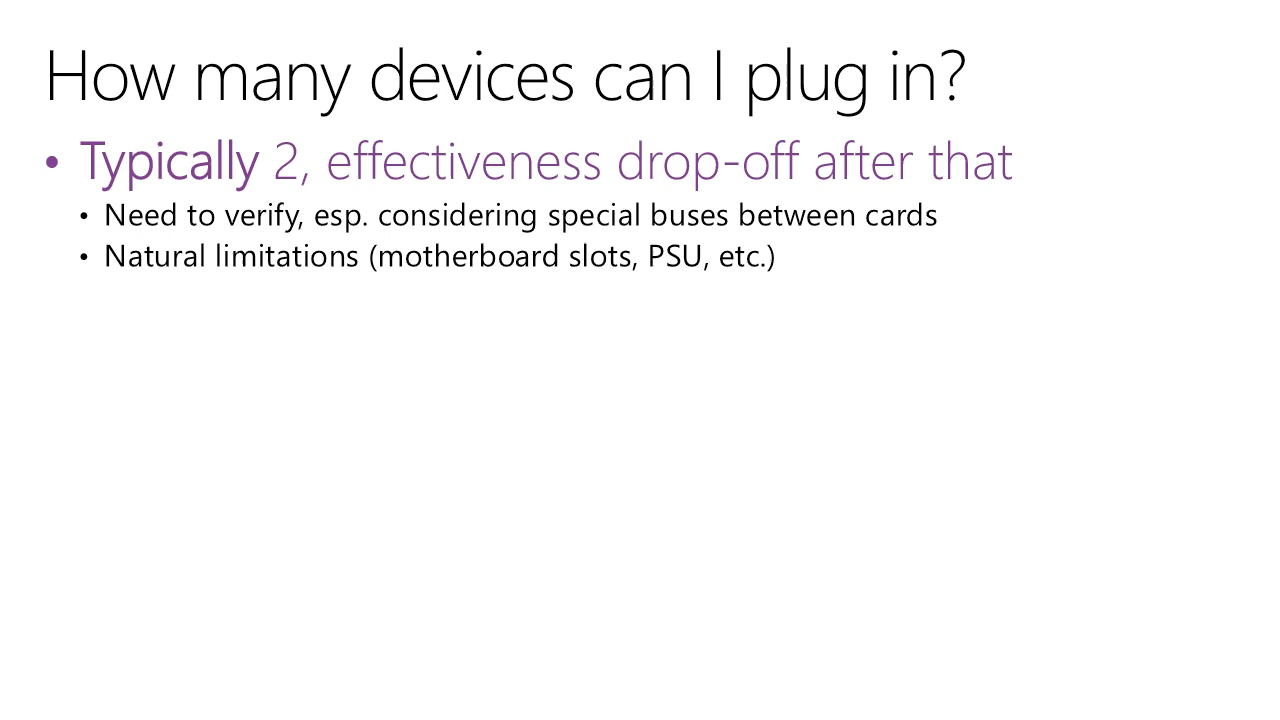 How many devices can I plug in?
• Typically 2, effectiveness drop-off after that
• Need to verify, esp. considering special buses between cards
• Natural limitations (motherboard slots, PSU, etc.)